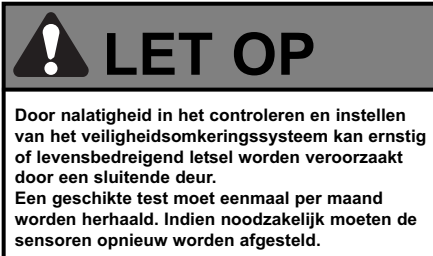 LET OP
Door nalatigheid in het controleren en instellen
van het veiligheidsomkeringssysteem kan ernstig
of levensbedreigend letsel worden veroorzaakt
door een sluitende deur.
Een geschikte test moet eenmaal per maand
worden herhaald. Indien noodzakelijk moeten de
sensoren opnieuw worden afgesteld.